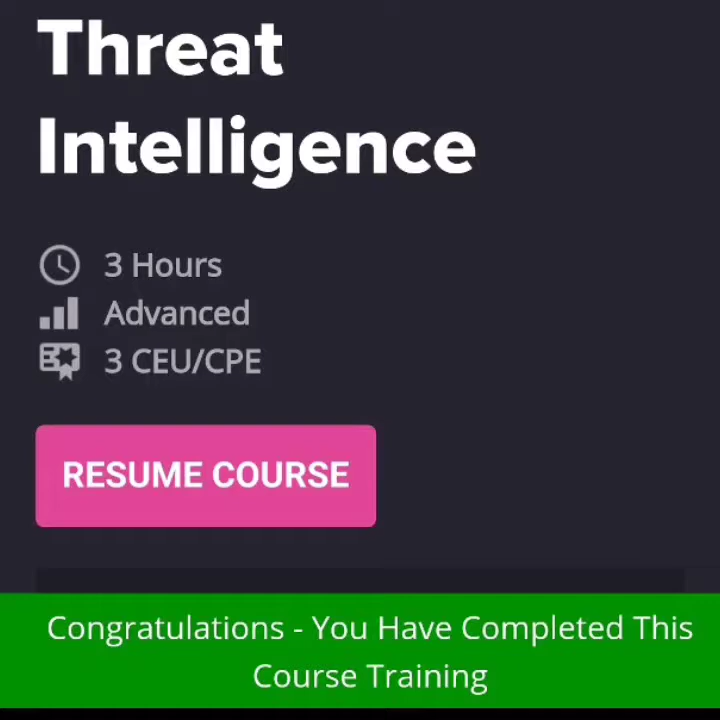 Threat
Intelligence
3 Hours
Advanced
3 CEU/CPE
RESUME COURSE
Congratulations - You Have Completed This
Course Training